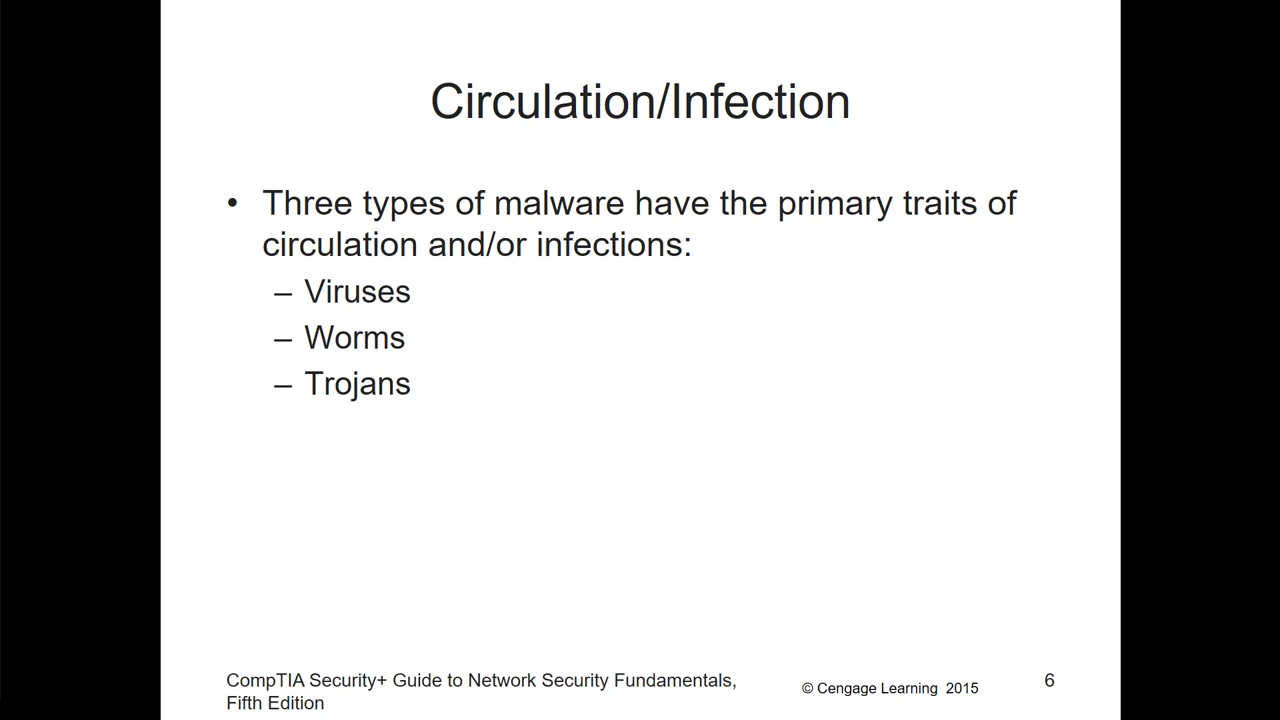 Circulation/Infection
• Three types of malware have the primary traits of
circulation and/or infections:
– Viruses
– Worms
– Trojans
CompTIA Security+ Guide to Network Security Fundamentals,
Fifth Edition
© Cengage Learning 2015
6